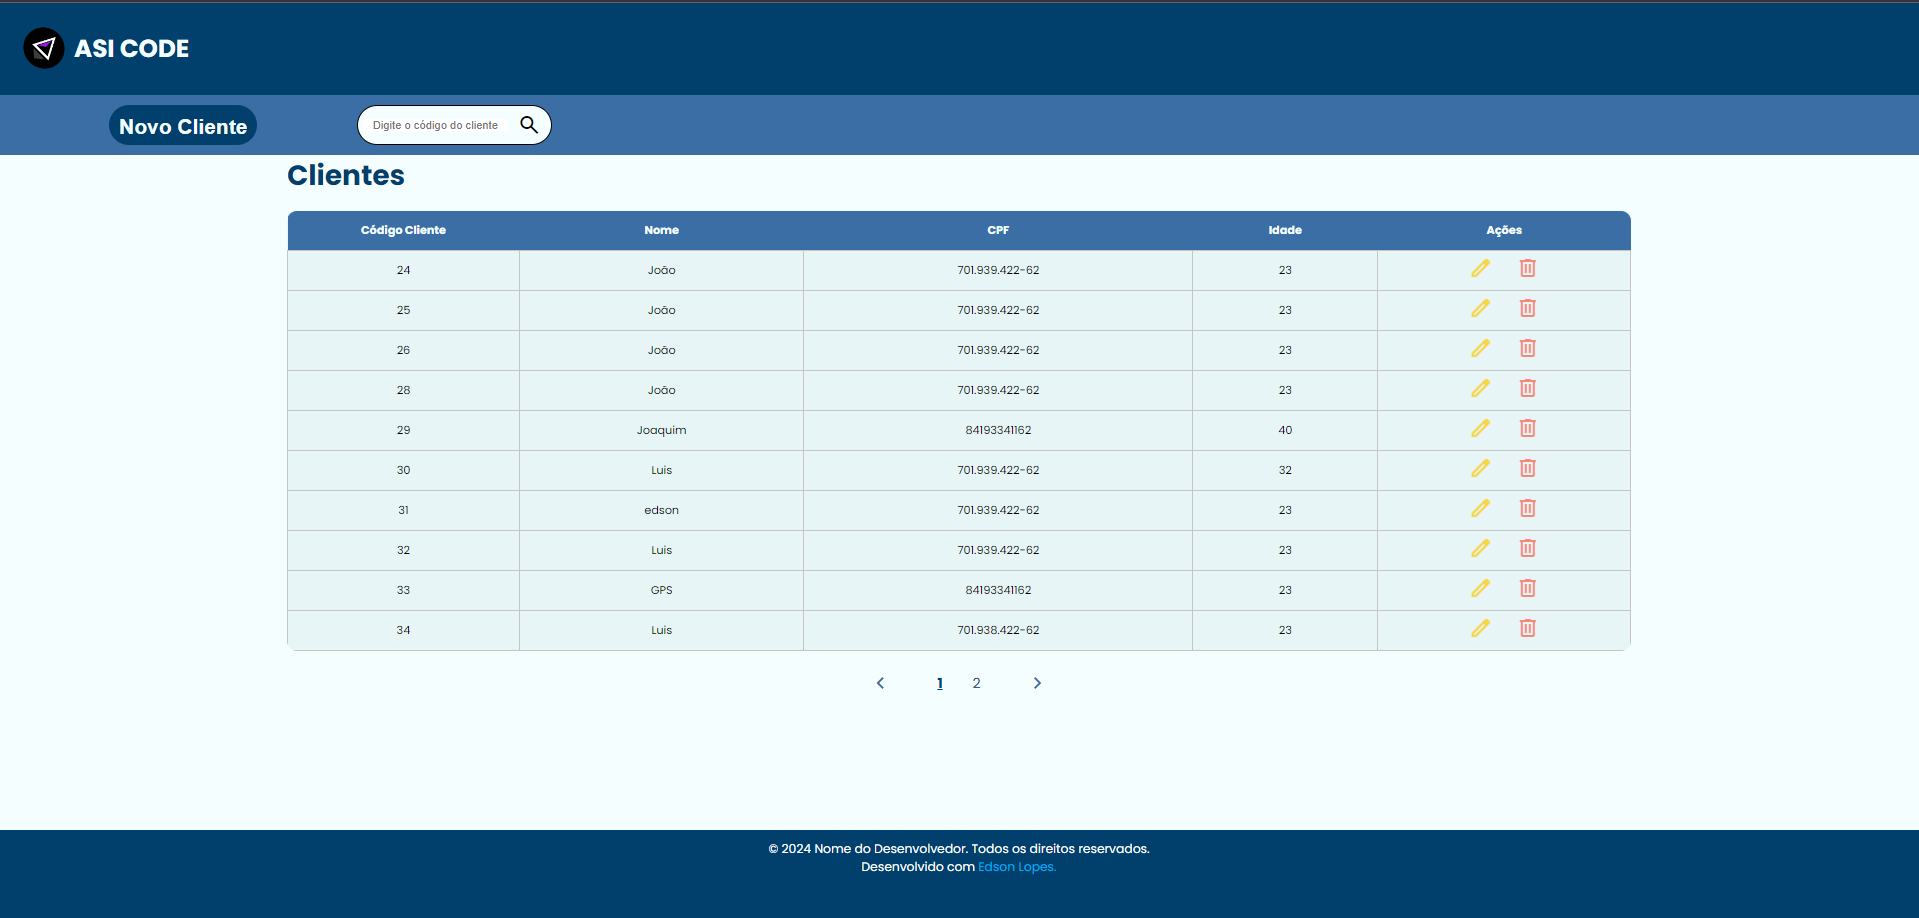 ASI CODE
Novo Cliente
Digite o código do cliente
Clientes
Código Cliente Nome CPF Idade Ações
24 João 701.939.422-62 23
25 João 701.939.422-62 23
26 João 701.939.422-62 23
28 João 701.939.422-62 23
29 Joaquim 84193341162 40
30 Luis 701.939.422-62 32
31 edson 701.939.422-62 23
32 Luis 701.939.422-62 23
33 GPS 84193341162 23
34 Luis 701.938.422-62 23
1 2
© 2024 Nome do Desenvolvedor. Todos os direitos reservados.
Desenvolvido com Edson Lopes.